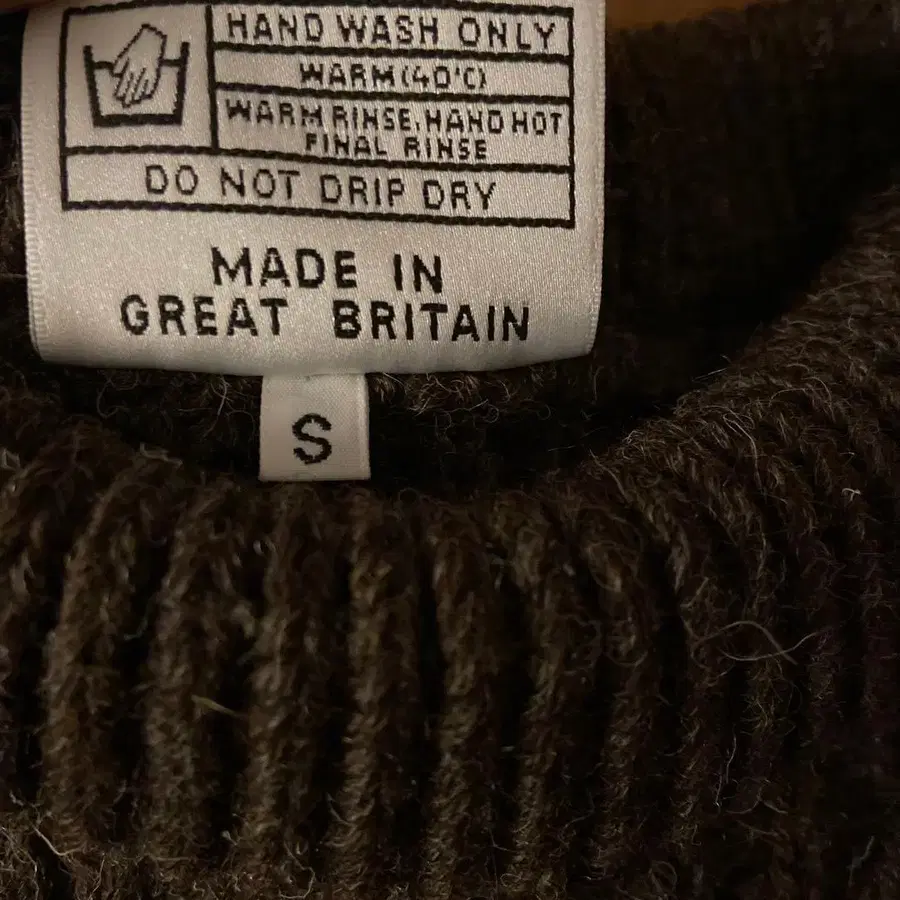 HAND WASH ONLY
WARM(40°C)
WARM RINSE, HAND HOT
FINAL RINSE
DO NOT DRIP DRY
MADE IN
GREAT BRITAIN
S